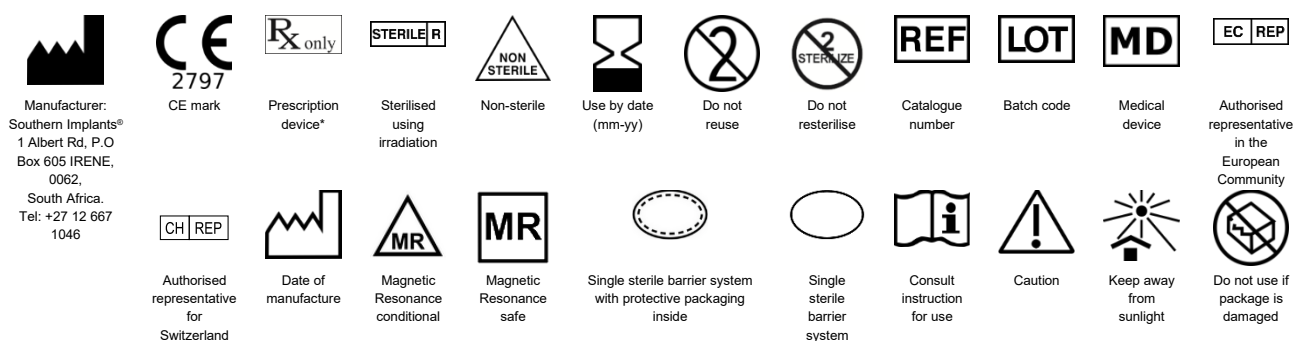 2797
Rx only
STERILE R
NON
STERILE
2
2
STERILIZE
REF
LOT
MD
EC REP
Manufacturer:
Southern Implants®
1 Albert Rd, P.O
Box 605 IRENE,
0062,
South Africa.
Tel: +27 12 667
1046
CE mark
Prescription
device*
Sterilised
using
irradiation
Non-sterile
Use by date
(mm-yy)
Do not
reuse
Do not
resterilise
Catalogue
number
Batch code
Medical
device
Authorised
representative
in the
European
Community
CH REP
MR
MR
i
Authorised
representative
for
Switzerland
Date of
manufacture
Magnetic
Resonance
conditional
Magnetic
Resonance
safe
Single sterile barrier system
with protective packaging
inside
Single
sterile
barrier
system
Consult
instruction
for use
Caution
Keep away
from
sunlight
Do not use if
package is
damaged